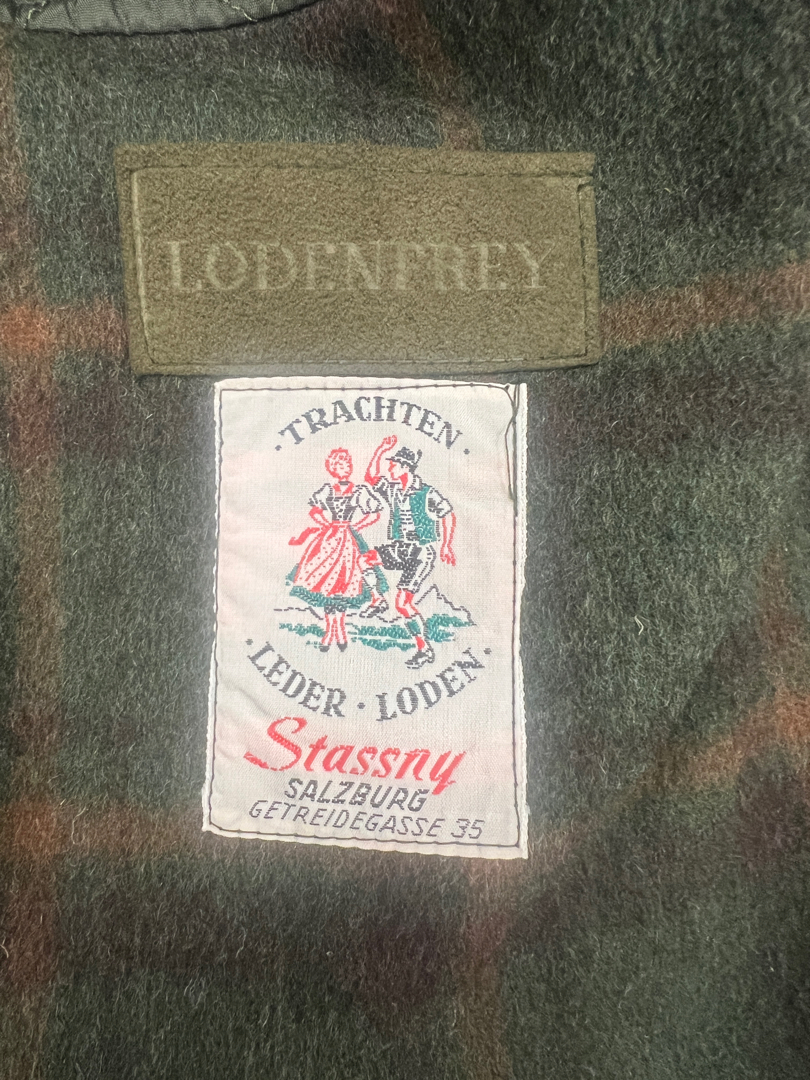 LODENFREY
· TRACHTEN ·
· LEDER · LODEN ·
Stassny
SALZBURG
GETREIDEGASSE 35